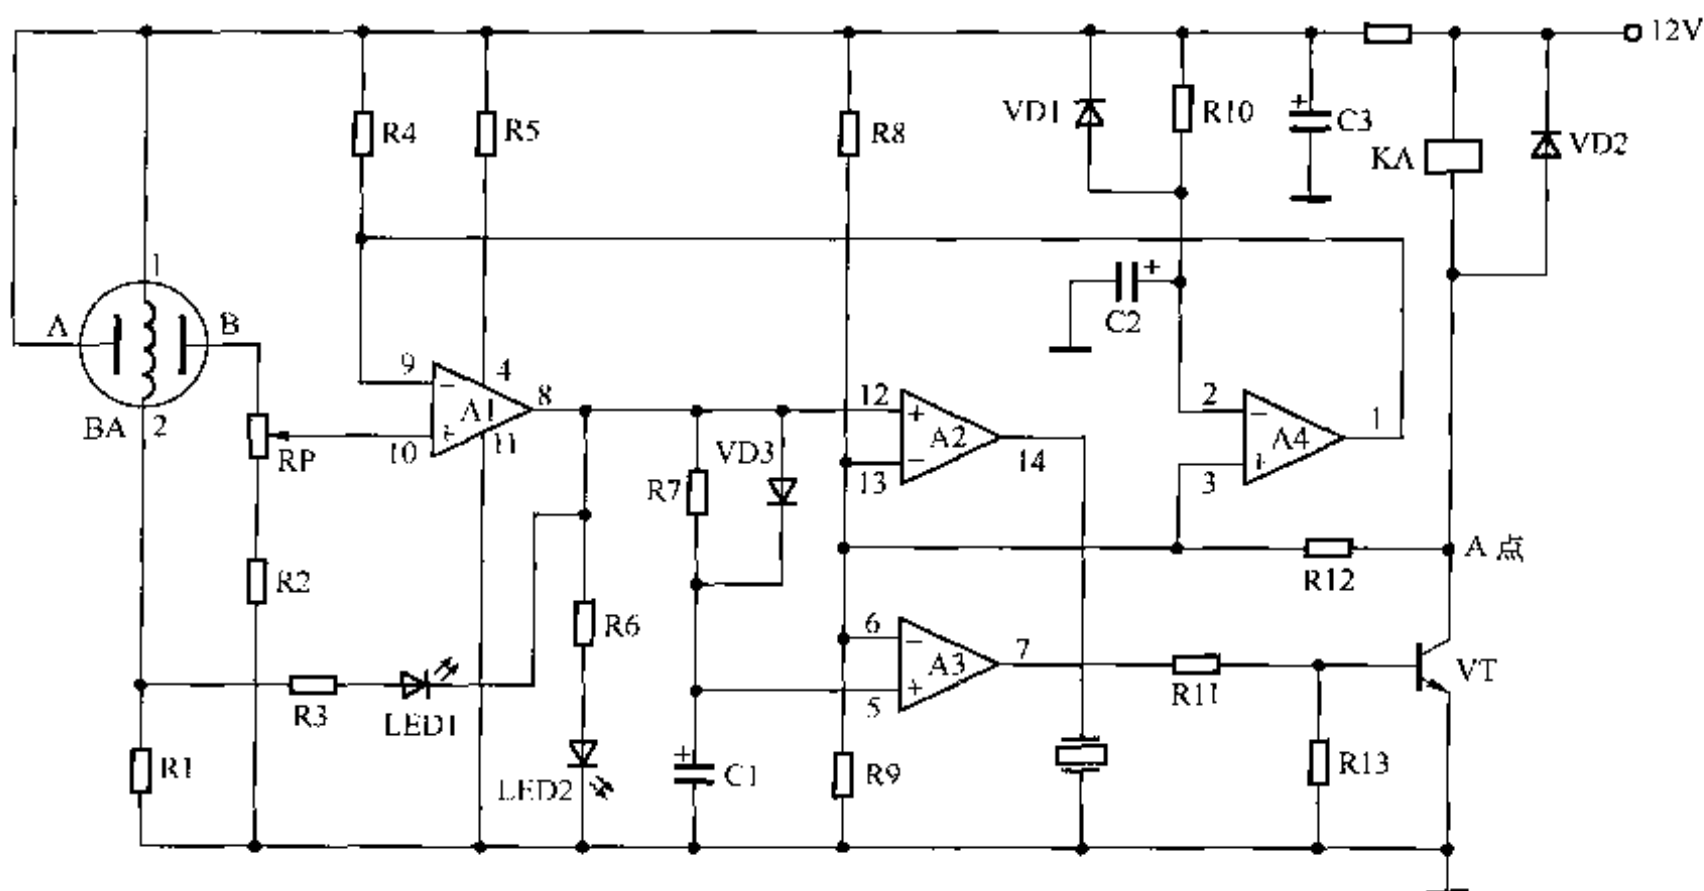 12V
R4
R5
R8
VD1
R10
+
C3
KA
VD2
1
A
B
+
C2
BA
2
9
4
−
A1
8
+
10
11
RP
12
+
A2
−
13
14
2
−
A4
1
+
3
VD3
R7
R2
R6
R12
A 点
6
−
A3
7
+
5
R11
VT
R3
LED1
R1
LED2
+
C1
R9
R13